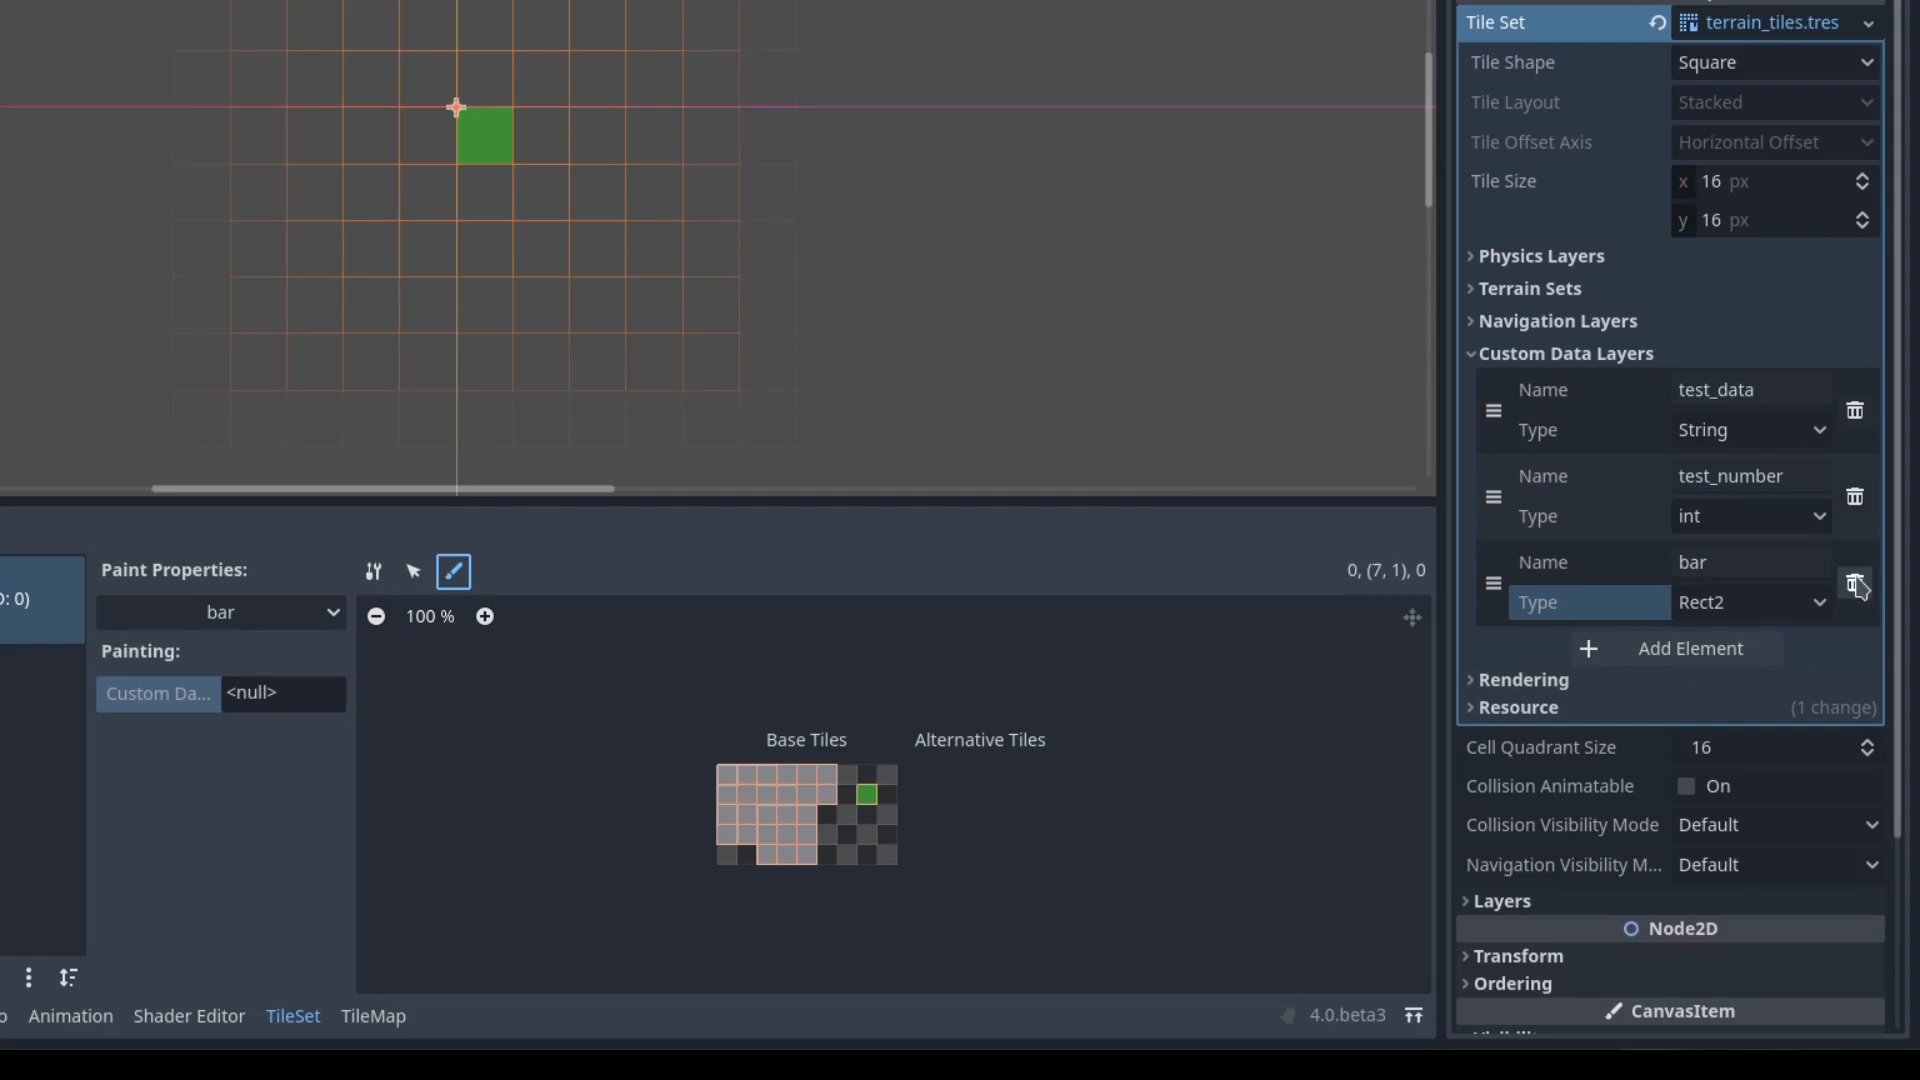 Tile Set
terrain_tiles.tres
Tile Shape
Square
Tile Layout
Stacked
Tile Offset Axis
Horizontal Offset
Tile Size
x 16 px
y 16 px
Physics Layers
Terrain Sets
Navigation Layers
Custom Data Layers
Name
test_data
Type
String
Name
test_number
Type
int
Name
bar
Type
Rect2
Add Element
Rendering
Resource
(1 change)
Cell Quadrant Size
16
Collision Animatable
On
Collision Visibility Mode
Default
Navigation Visibility M...
Default
Layers
Node2D
Transform
Ordering
CanvasItem
: 0)
Paint Properties:
bar
Painting:
Custom Da...
<null>
0, (7, 1), 0
100 %
Base Tiles
Alternative Tiles
Animation
Shader Editor
TileSet
TileMap
4.0.beta3